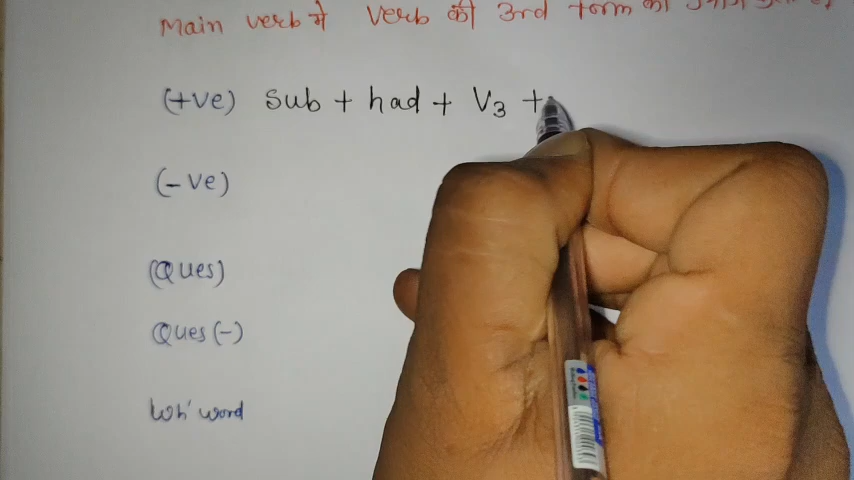 Main verb मे verb की 3rd form का
(+ve) Sub + had + V3 +
(-ve)
(Ques)
Ques (-)
Wh' word